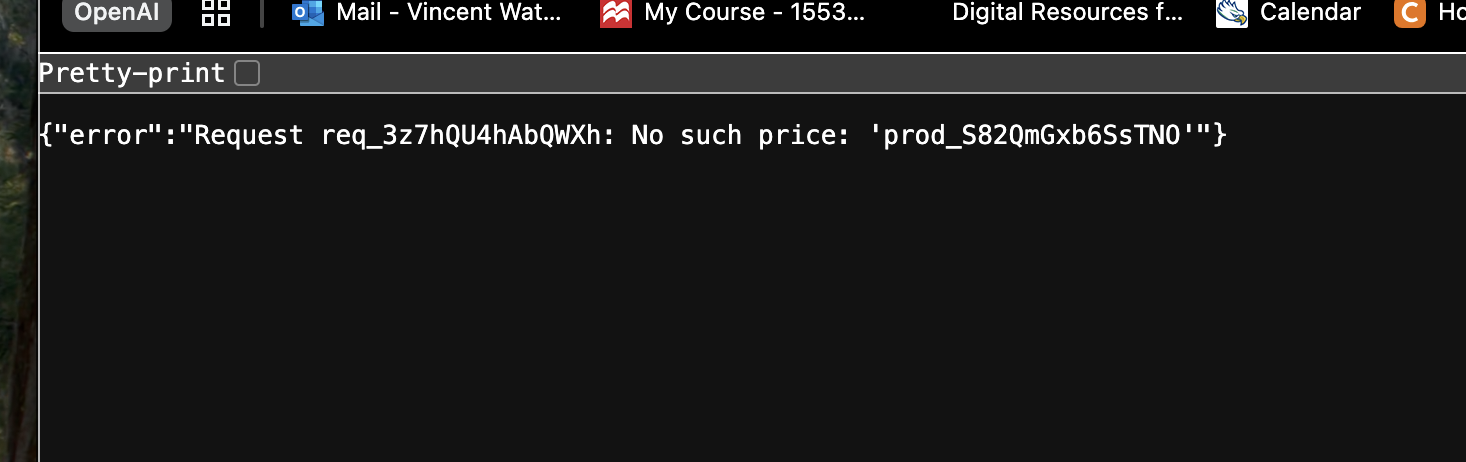 OpenAI Mail - Vincent Wat... My Course - 1553... Digital Resources f... Calendar C Ho
Pretty-print
{"error":"Request req_3z7hQU4hAbQWXh: No such price: 'prod_S82QmGxb6SsTNO'"}